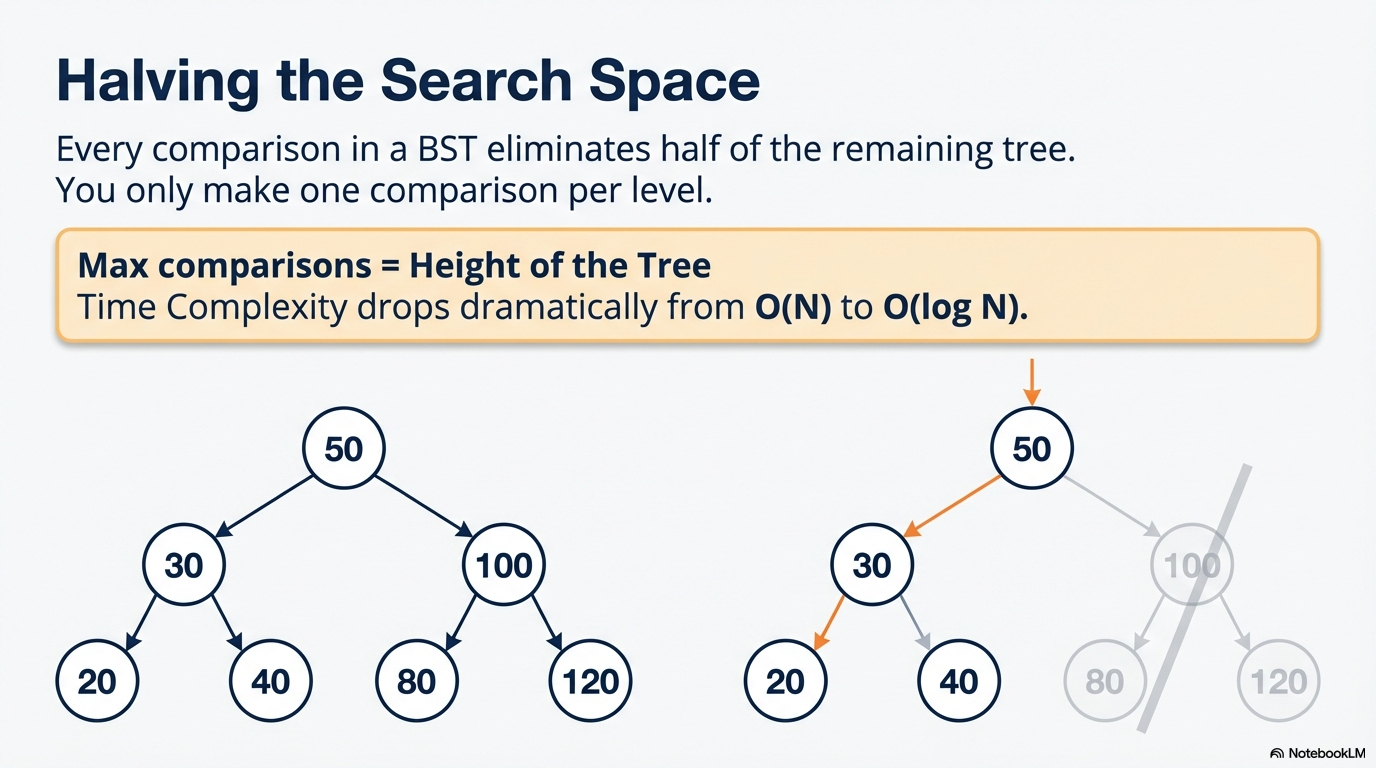 Halving the Search Space
Every comparison in a BST eliminates half of the remaining tree.
You only make one comparison per level.
Max comparisons = Height of the Tree
Time Complexity drops dramatically from O(N) to O(log N).
50
30
100
20
40
80
120
50
30
100
20
40
80
120
NotebookLM